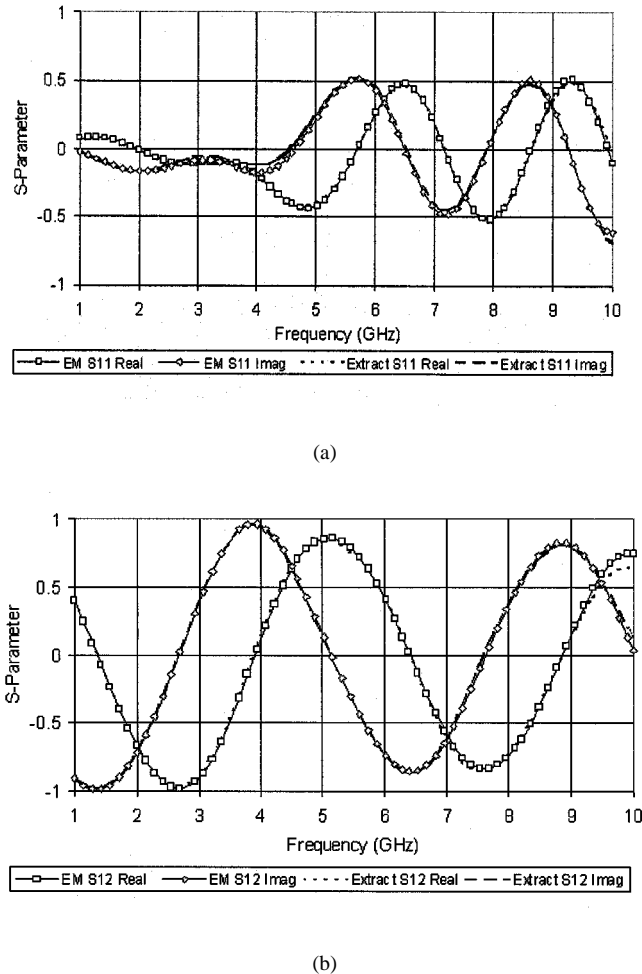 1
0.5
0
-0.5
-1
S-Parameter
1 2 3 4 5 6 7 8 9 10
Frequency (GHz)
EM S11 Real EM S11 Imag Extract S11 Real Extract S11 Imag
(a)
1
0.5
0
-0.5
-1
S-Parameter
1 2 3 4 5 6 7 8 9 10
Frequency (GHz)
EM S12 Real EM S12 Imag Extract S12 Real Extract S12 Imag
(b)